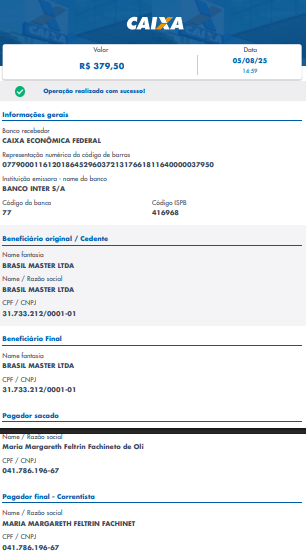 CAIXA
Valor
R$ 379,50
Data
05/08/25
14:59
Operação realizada com sucesso!
Informações gerais
Banco recebedor
CAIXA ECONÔMICA FEDERAL
Representação numérica do código de barras
07790001161201864529603721317661811640000037950
Instituição emissora - nome do banco
BANCO INTER S/A
Código do banco
77
Código ISPB
416968
Beneficiário original / Cedente
Nome fantasia
BRASIL MASTER LTDA
Nome / Razão social
BRASIL MASTER LTDA
CPF / CNPJ
31.733.212/0001-01
Beneficiário Final
Nome fantasia
BRASIL MASTER LTDA
CPF / CNPJ
31.733.212/0001-01
Pagador sacado
Nome / Razão social
Maria Margareth Feltrin Fachineto de Oli
CPF / CNPJ
041.786.196-67
Pagador final - Correntista
Nome / Razão social
MARIA MARGARETH FELTRIN FACHINET
CPF / CNPJ
041.786.196-67